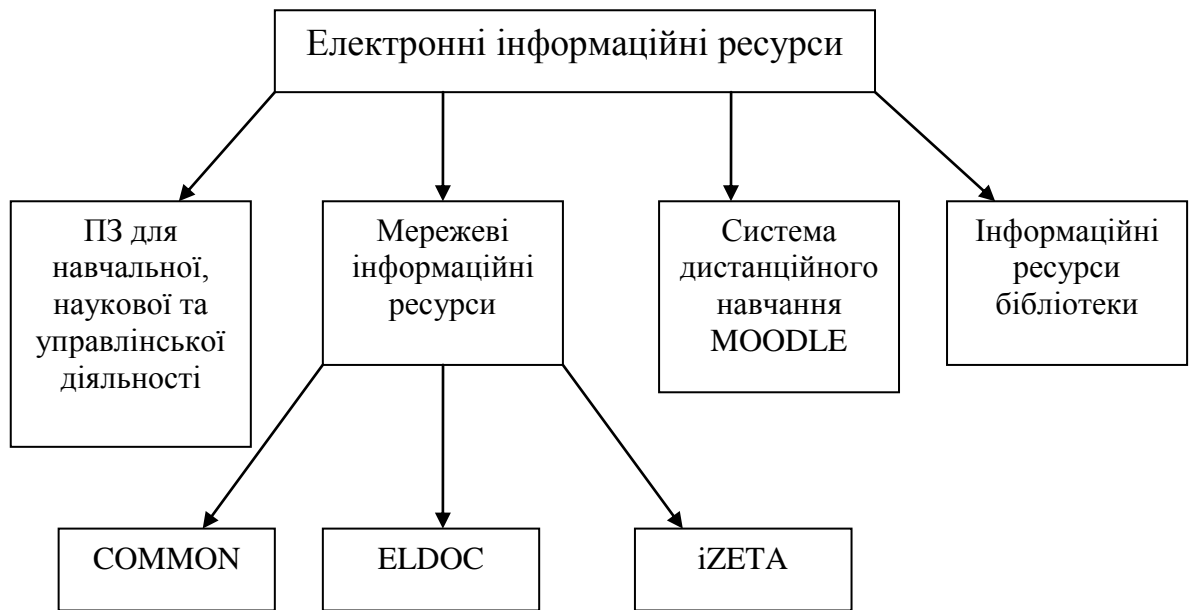 Електронні інформаційні ресурси
ПЗ для
навчальної,
наукової та
управлінської
діяльності
Мережеві
інформаційні
ресурси
Система
дистанційного
навчання
MOODLE
Інформаційні
ресурси
бібліотеки
COMMON
ELDOC
iZETA